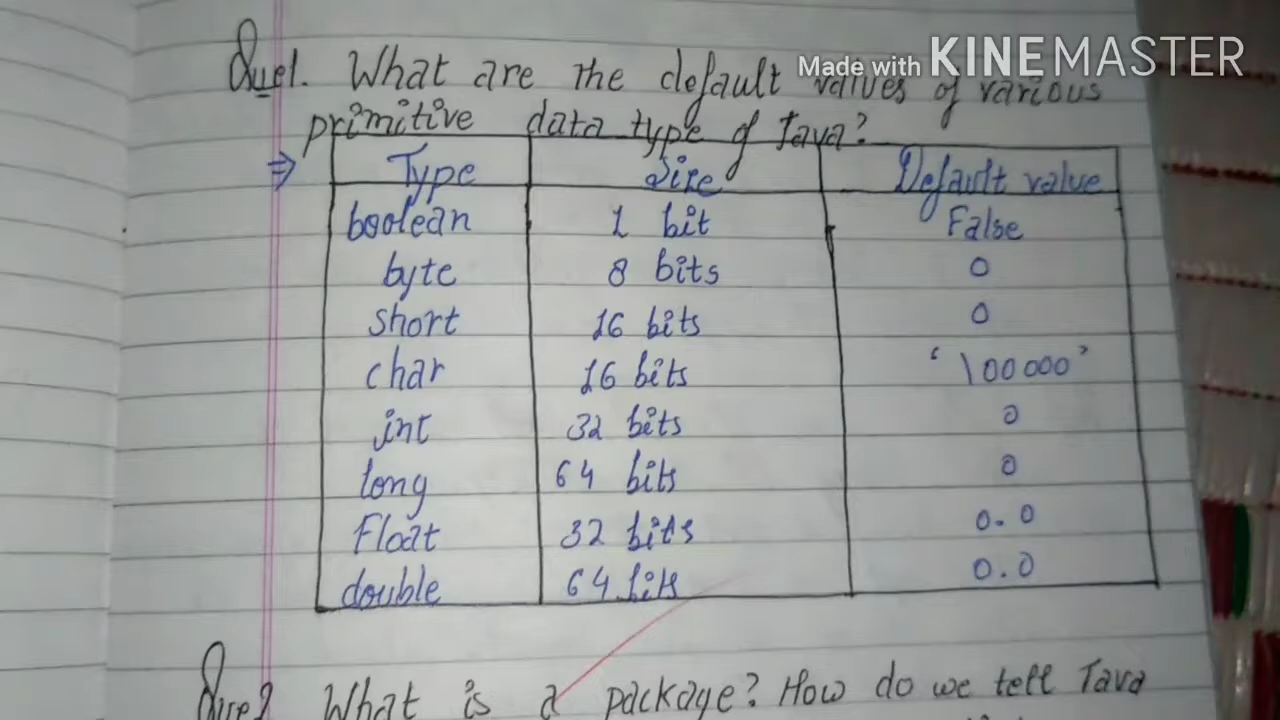 Made with KINEMASTER
Que1. What are the default values of various
primitive data type of Java?
⇒ Type Size Default value
boolean 1 bit False
byte 8 bits 0
short 16 bits 0
char 16 bits '\00000'
int 32 bits 0
long 64 bits 0
Float 32 bits 0.0
double 64 bits 0.0
Que2 What is a package? How do we tell Java